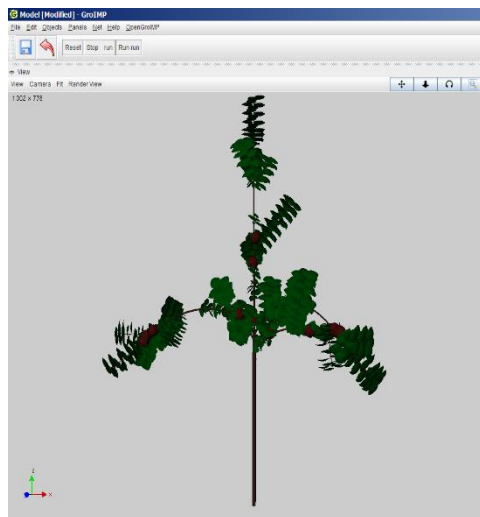 Model [Modified] - GroIMP
File Edit Objects Panels Net Help OpenGroIMP
Reset Stop run Run run
View
View Camera Fit Render View
1302 x 778
z
x